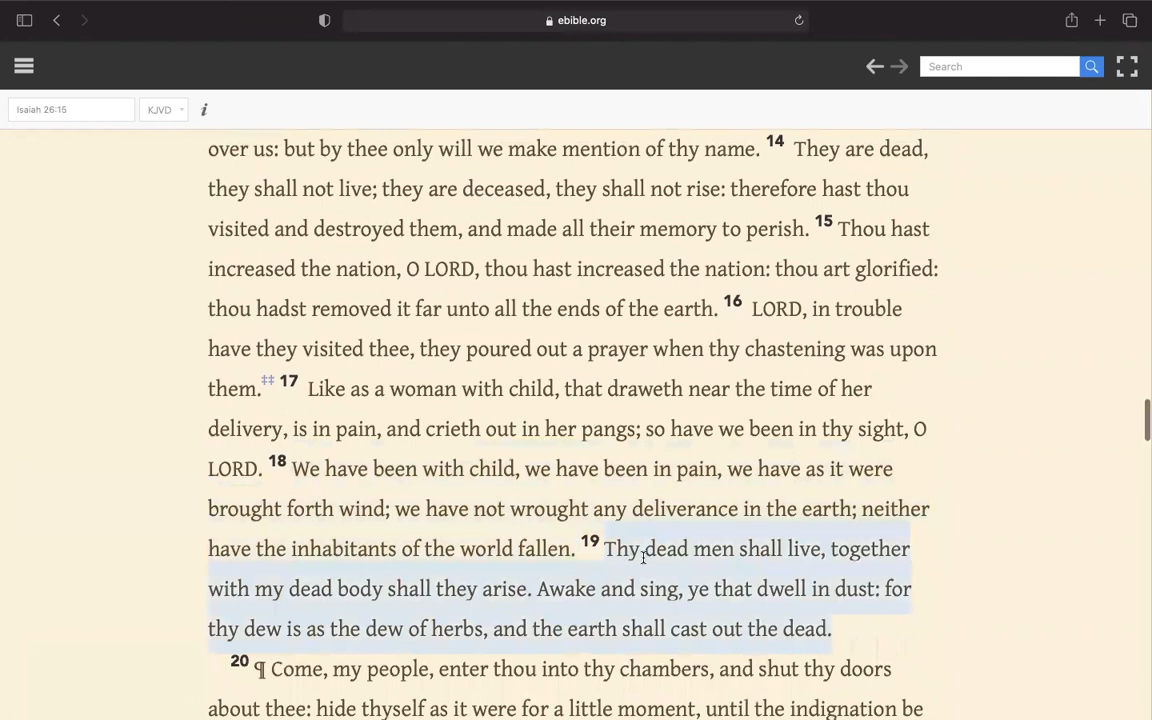 ebible.org
Search
Isaiah 26:15 KJVD i
over us: but by thee only will we make mention of thy name. 14 They are dead,
they shall not live; they are deceased, they shall not rise: therefore hast thou
visited and destroyed them, and made all their memory to perish. 15 Thou hast
increased the nation, O LORD, thou hast increased the nation: thou art glorified:
thou hadst removed it far unto all the ends of the earth. 16 LORD, in trouble
have they visited thee, they poured out a prayer when thy chastening was upon
them.‡‡ 17 Like as a woman with child, that draweth near the time of her
delivery, is in pain, and crieth out in her pangs; so have we been in thy sight, O
LORD. 18 We have been with child, we have been in pain, we have as it were
brought forth wind; we have not wrought any deliverance in the earth; neither
have the inhabitants of the world fallen. 19 Thy dead men shall live, together
with my dead body shall they arise. Awake and sing, ye that dwell in dust: for
thy dew is as the dew of herbs, and the earth shall cast out the dead.
20 ¶ Come, my people, enter thou into thy chambers, and shut thy doors
about thee: hide thyself as it were for a little moment, until the indignation be